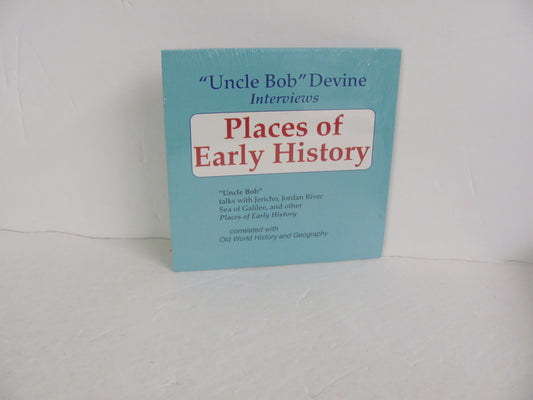 "Uncle Bob" Devine
Interviews
Places of
Early History
"Uncle Bob"
talks with Jericho, Jordan River
Sea of Galilee, and other
Places of Early History
correlated with
Old World History and Geography